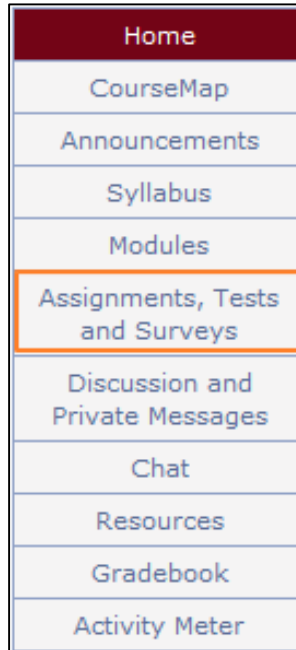 Home
CourseMap
Announcements
Syllabus
Modules
Assignments, Tests
and Surveys
Discussion and
Private Messages
Chat
Resources
Gradebook
Activity Meter